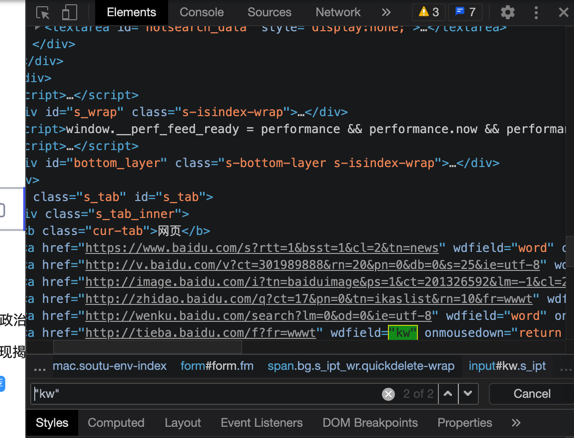 Elements Console Sources Network » 3 7
<textarea id="hotsearch_data" style="display:none;">…</textarea>
</div>
</div>
div>
cript>…</script>
iv id="s_wrap" class="s-isindex-wrap">…</div>
cript>window.__perf_feed_ready = performance && performance.now && performan
cript>…</script>
iv id="bottom_layer" class="s-bottom-layer s-isindex-wrap">…</div>
v>
class="s_tab" id="s_tab">
iv class="s_tab_inner">
b class="cur-tab">网页</b>
a href="https://www.baidu.com/s?rtt=1&bsst=1&cl=2&tn=news" wdfield="word" o
a href="http://v.baidu.com/v?ct=301989888&rn=20&pn=0&db=0&s=25&ie=utf-8" wd
a href="http://image.baidu.com/i?tn=baiduimage&ps=1&ct=201326592&lm=-1&cl=2
a href="http://zhidao.baidu.com/q?ct=17&pn=0&tn=ikaslist&rn=10&fr=wwwt" wdf
a href="http://wenku.baidu.com/search?lm=0&od=0&ie=utf-8" wdfield="word" on
政治
a href="http://tieba.baidu.com/f?fr=wwwt" wdfield="kw" onmousedown="return
现揭
… mac.soutu-env-index form#form.fm span.bg.s_ipt_wr.quickdelete-wrap input#kw.s_ipt …
"kw" 2 of 2 Cancel
Styles Computed Layout Event Listeners DOM Breakpoints Properties »